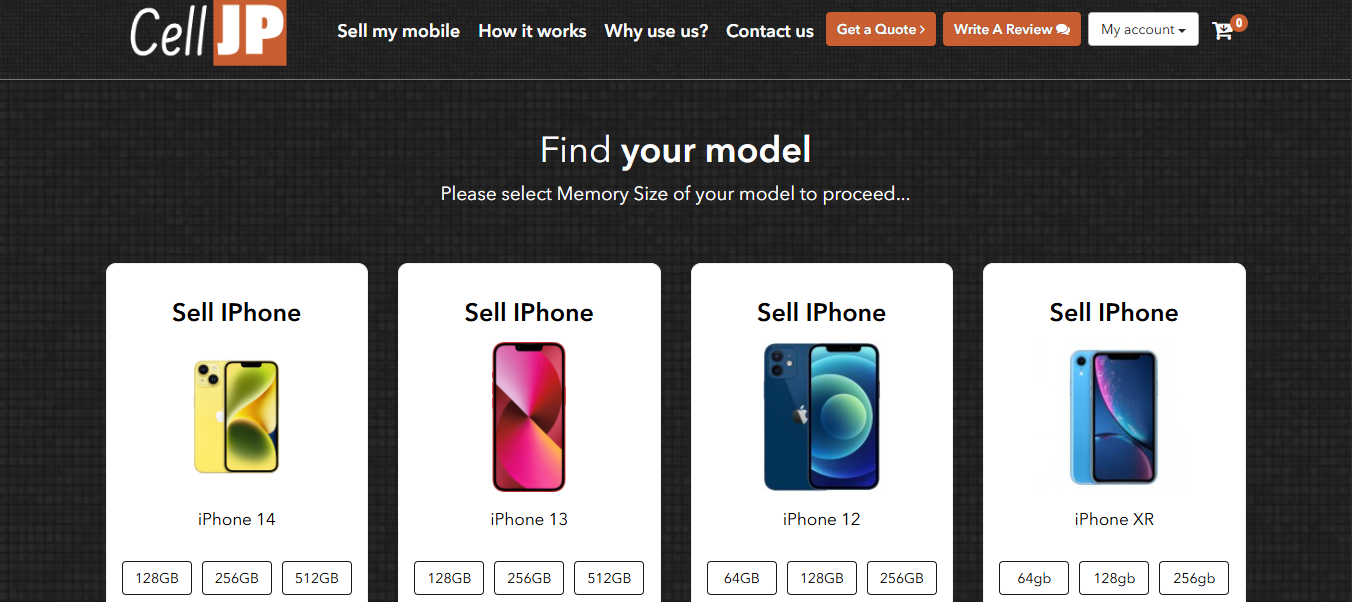 Cell JP
Sell my mobile How it works Why use us? Contact us Get a Quote Write A Review My account 0
Find your model
Please select Memory Size of your model to proceed...
Sell IPhone Sell IPhone Sell IPhone Sell IPhone
iPhone 14 iPhone 13 iPhone 12 iPhone XR
128GB 256GB 512GB 128GB 256GB 512GB 64GB 128GB 256GB 64gb 128gb 256gb